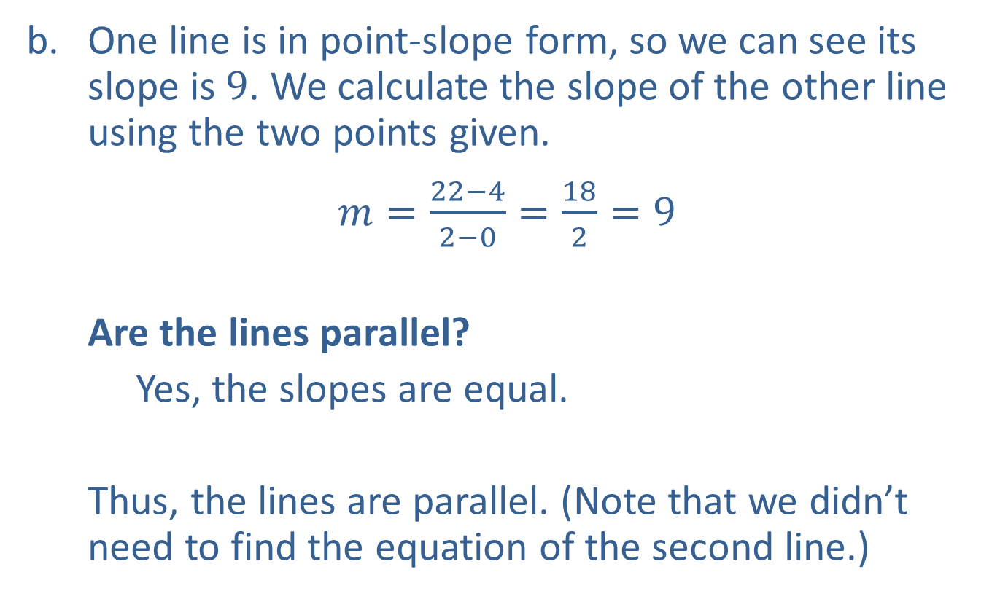 b. One line is in point-slope form, so we can see its
slope is 9. We calculate the slope of the other line
using the two points given.
m = \frac{22−4}{2−0} = \frac{18}{2} = 9
Are the lines parallel?
Yes, the slopes are equal.
Thus, the lines are parallel. (Note that we didn’t
need to find the equation of the second line.)